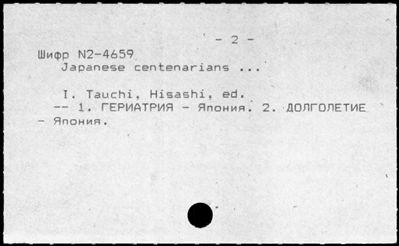 - 2 -
Шифр N2-4659
Japanese centenarians ...
I. Tauchi, Hisashi, ed.
-- 1. ГЕРИАТРИЯ - Япония. 2. ДОЛГОЛЕТИЕ
- Япония.